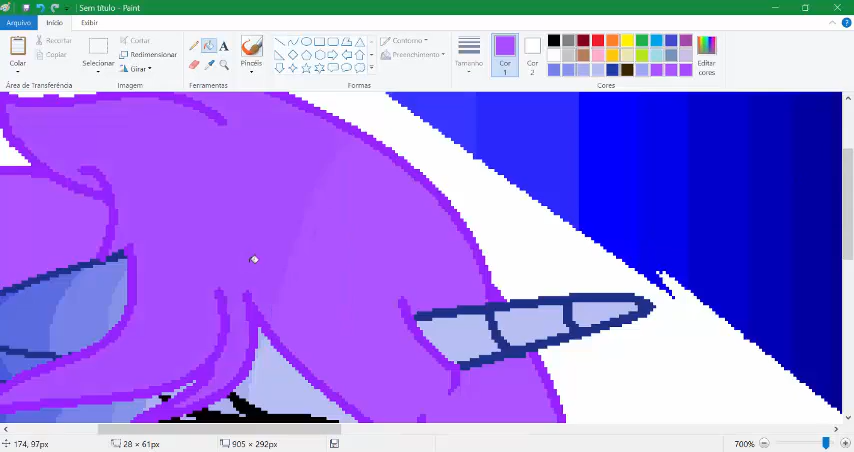 Sem título - Paint
Arquivo Início Exibir
Colar
Recortar
Copiar
Selecionar
Redimensionar
Girar
A
Pincéis
Contorno
Preenchimento
Tamanho
Cor 1
Cor 2
Editar cores
Área de Transferência Imagem Ferramentas Formas Cores
174, 97px 28 × 61px 905 × 292px 700%